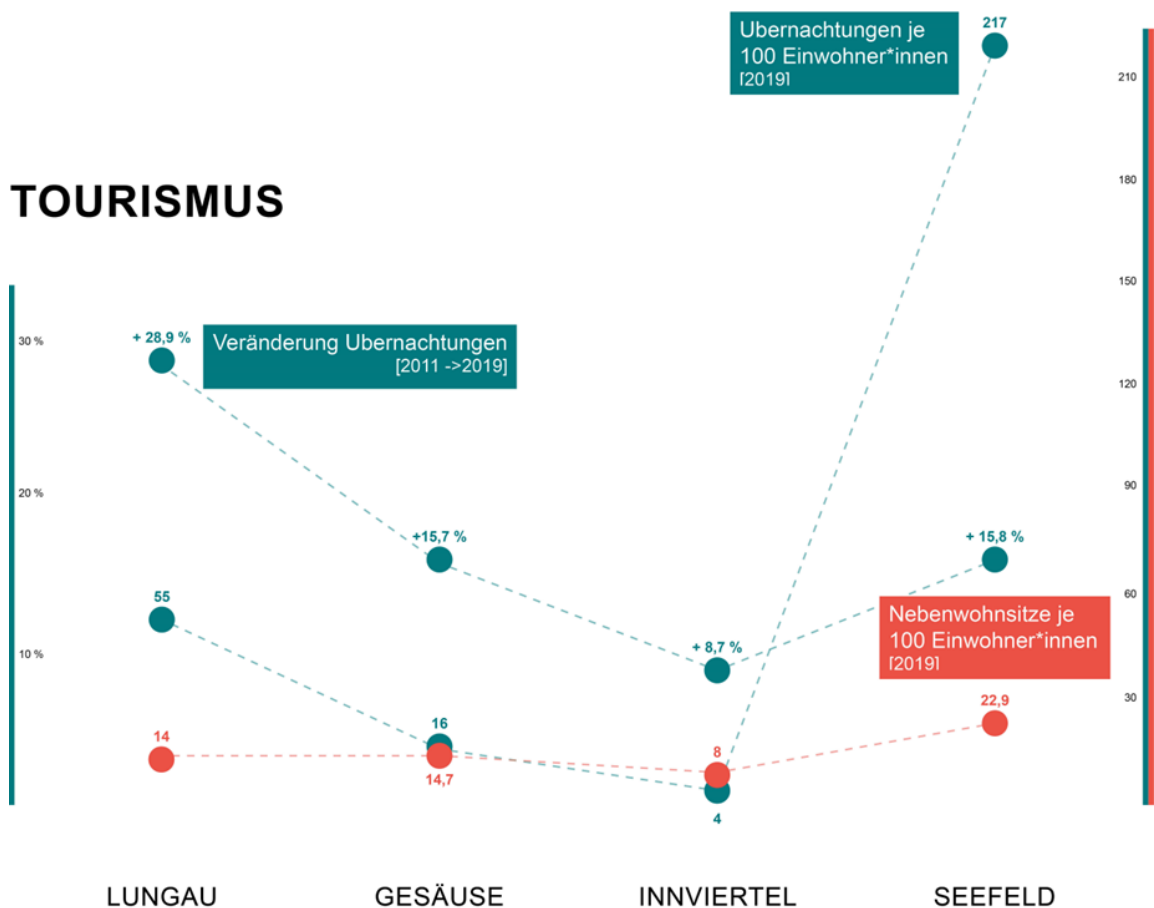 217
Ubernachtungen je
100 Einwohner*innen
[2019]
210
180
TOURISMUS
150
30 %
+ 28,9 %
Veränderung Ubernachtungen
[2011 ->2019]
120
20 %
90
+15,7 %
+ 15,8 %
55
60
Nebenwohnsitze je
100 Einwohner*innen
[2019]
10 %
+ 8,7 %
30
22,9
14
16
14,7
8
4
LUNGAU
GESÄUSE
INNVIERTEL
SEEFELD